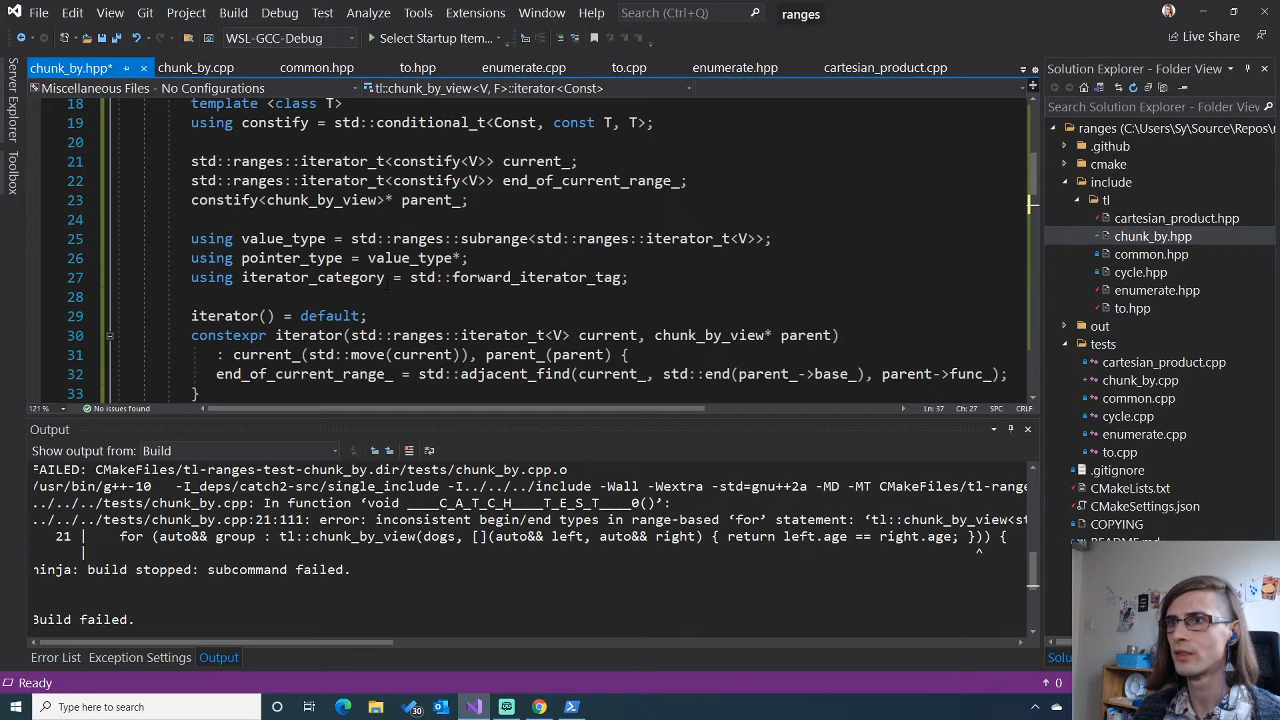 File Edit View Git Project Build Debug Test Analyze Tools Extensions Window Help Search (Ctrl+Q) ranges
WSL-GCC-Debug Select Startup Item... Live Share
chunk_by.hpp* chunk_by.cpp common.hpp to.hpp enumerate.cpp to.cpp enumerate.hpp cartesian_product.cpp
Miscellaneous Files No Configurations tl::chunk_by_view<V, F>::iterator<Const>
Server Explorer
Toolbox
18 template <class T>
19 using constify = std::conditional_t<Const, const T, T>;
20
21 std::ranges::iterator_t<constify<V>> current_;
22 std::ranges::iterator_t<constify<V>> end_of_current_range_;
23 constify<chunk_by_view>* parent_;
24
25 using value_type = std::ranges::subrange<std::ranges::iterator_t<V>>;
26 using pointer_type = value_type*;
27 using iterator_category = std::forward_iterator_tag;
28
29 iterator() = default;
30 constexpr iterator(std::ranges::iterator_t<V> current, chunk_by_view* parent)
31 : current_(std::move(current)), parent_(parent) {
32 end_of_current_range_ = std::adjacent_find(current_, std::end(parent_->base_), parent->func_);
33 }
121 % No issues found Ln: 37 Ch: 27 SPC CRLF
Output
Show output from: Build
FAILED: CMakeFiles/tl-ranges-test-chunk_by.dir/tests/chunk_by.cpp.o
/usr/bin/g++-10 -I_deps/catch2-src/single_include -I../../../include -Wall -Wextra -std=gnu++2a -MD -MT CMakeFiles/tl-range
../../../tests/chunk_by.cpp: In function ‘void ____C_A_T_C_H____T_E_S_T____0()’:
../../../tests/chunk_by.cpp:21:111: error: inconsistent begin/end types in range-based ‘for’ statement: ‘tl::chunk_by_view<st
21 | for (auto&& group : tl::chunk_by_view(dogs, [](auto&& left, auto&& right) { return left.age == right.age; })) {
| ^
ninja: build stopped: subcommand failed.
Build failed.
Error List Exception Settings Output
Ready 0
Solution Explorer - Folder View
Search Solution Explorer - Folder View
ranges (C:\Users\Sy\Source\Repos\r
.github
cmake
include
tl
cartesian_product.hpp
chunk_by.hpp
common.hpp
cycle.hpp
enumerate.hpp
to.hpp
out
tests
cartesian_product.cpp
chunk_by.cpp
common.cpp
cycle.cpp
enumerate.cpp
to.cpp
.gitignore
CMakeLists.txt
CMakeSettings.json
COPYING
README.md
Solu
Type here to search 30